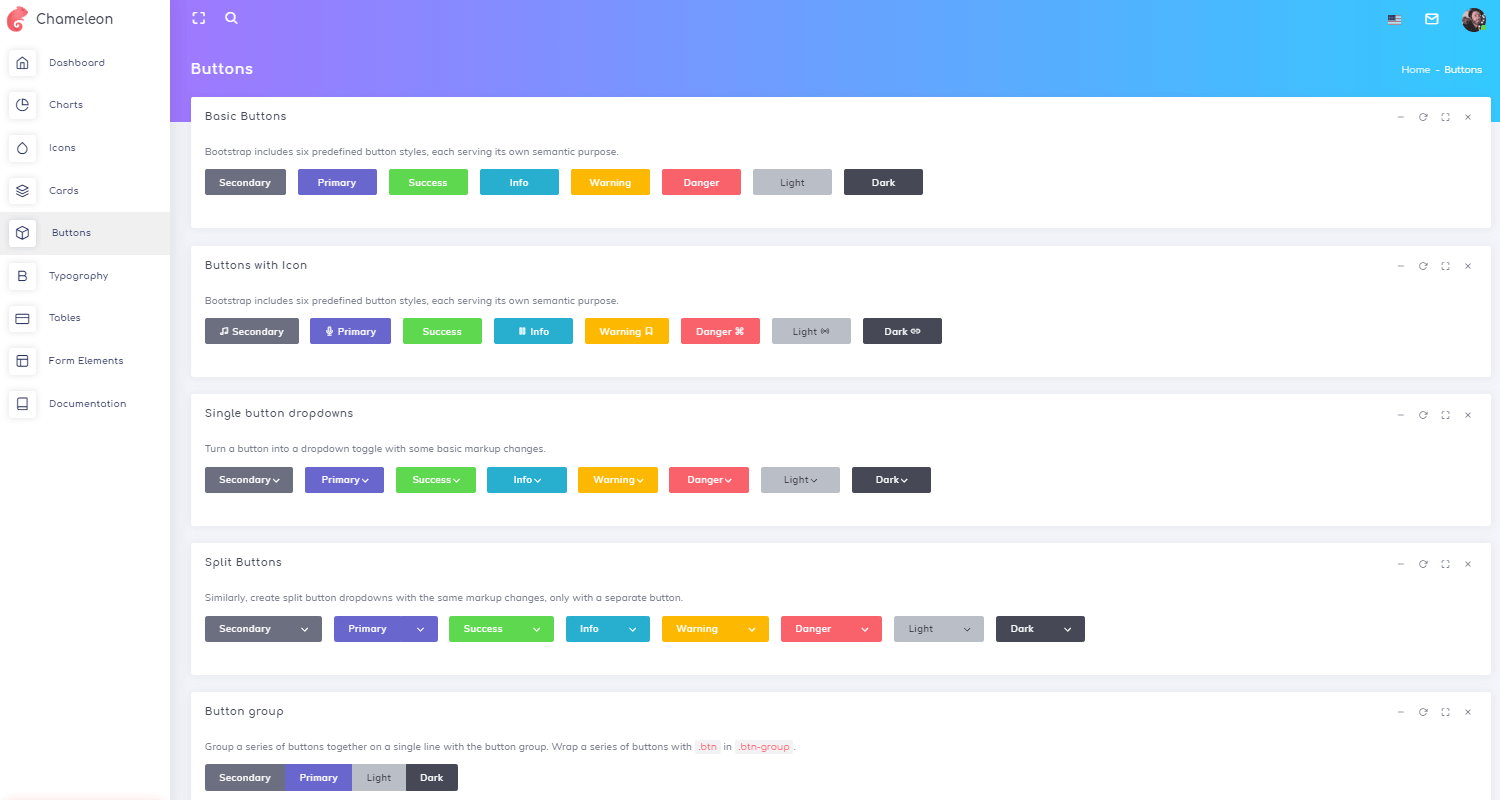 Chameleon
Dashboard
Charts
Icons
Cards
Buttons
Typography
Tables
Form Elements
Documentation
Buttons
Home - Buttons
Basic Buttons
Bootstrap includes six predefined button styles, each serving its own semantic purpose.
Secondary Primary Success Info Warning Danger Light Dark
Buttons with Icon
Bootstrap includes six predefined button styles, each serving its own semantic purpose.
Secondary Primary Success Info Warning Danger Light Dark
Single button dropdowns
Turn a button into a dropdown toggle with some basic markup changes.
Secondary Primary Success Info Warning Danger Light Dark
Split Buttons
Similarly, create split button dropdowns with the same markup changes, only with a separate button.
Secondary Primary Success Info Warning Danger Light Dark
Button group
Group a series of buttons together on a single line with the button group. Wrap a series of buttons with .btn in .btn-group.
Secondary Primary Light Dark